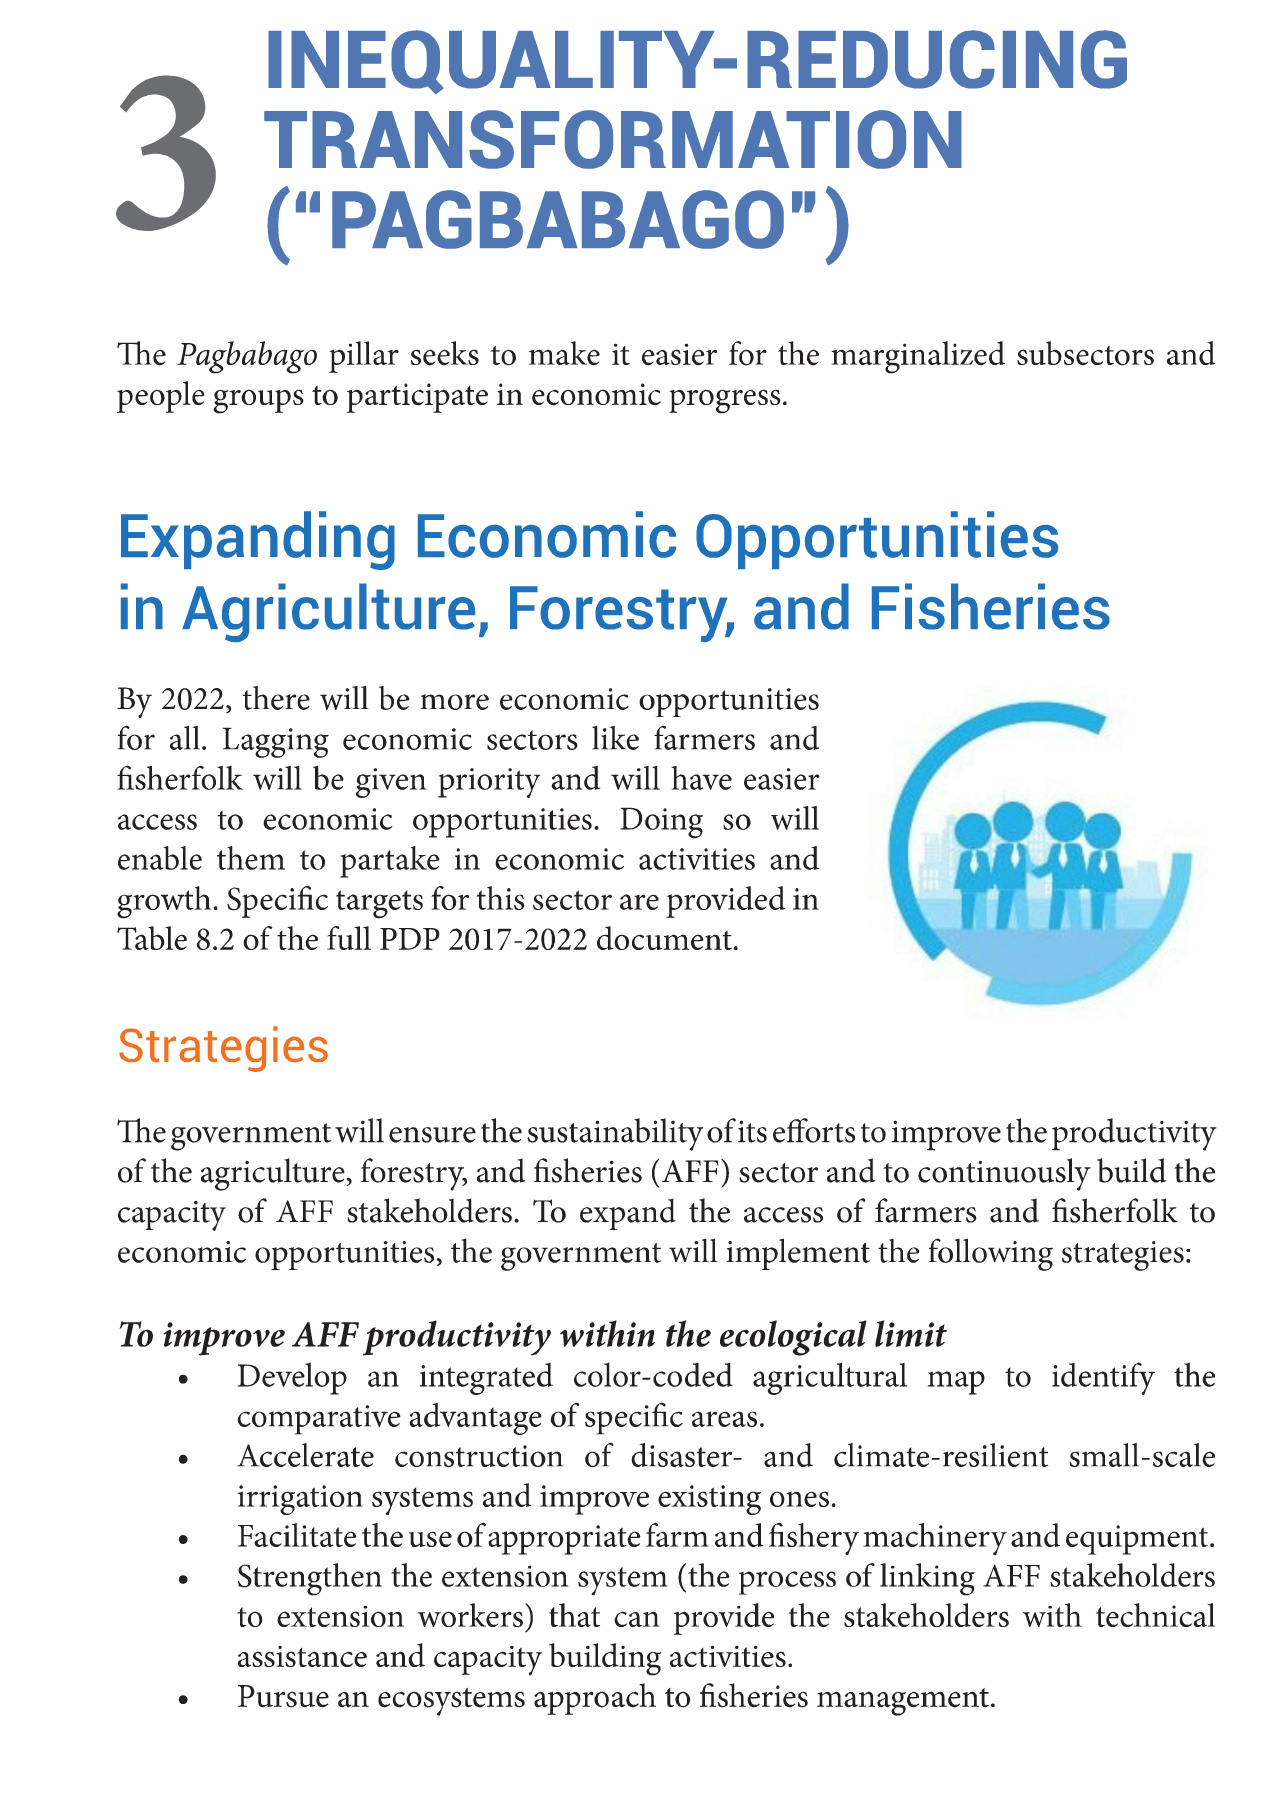 3
INEQUALITY-REDUCING
TRANSFORMATION
(“PAGBABAGO”)
The Pagbabago pillar seeks to make it easier for the marginalized subsectors and
people groups to participate in economic progress.
Expanding Economic Opportunities
in Agriculture, Forestry, and Fisheries
By 2022, there will be more economic opportunities
for all. Lagging economic sectors like farmers and
fisherfolk will be given priority and will have easier
access to economic opportunities. Doing so will
enable them to partake in economic activities and
growth. Specific targets for this sector are provided in
Table 8.2 of the full PDP 2017-2022 document.
Strategies
The government will ensure the sustainability of its efforts to improve the productivity
of the agriculture, forestry, and fisheries (AFF) sector and to continuously build the
capacity of AFF stakeholders. To expand the access of farmers and fisherfolk to
economic opportunities, the government will implement the following strategies:
To improve AFF productivity within the ecological limit
• Develop an integrated color-coded agricultural map to identify the
comparative advantage of specific areas.
• Accelerate construction of disaster- and climate-resilient small-scale
irrigation systems and improve existing ones.
• Facilitate the use of appropriate farm and fishery machinery and equipment.
• Strengthen the extension system (the process of linking AFF stakeholders
to extension workers) that can provide the stakeholders with technical
assistance and capacity building activities.
• Pursue an ecosystems approach to fisheries management.